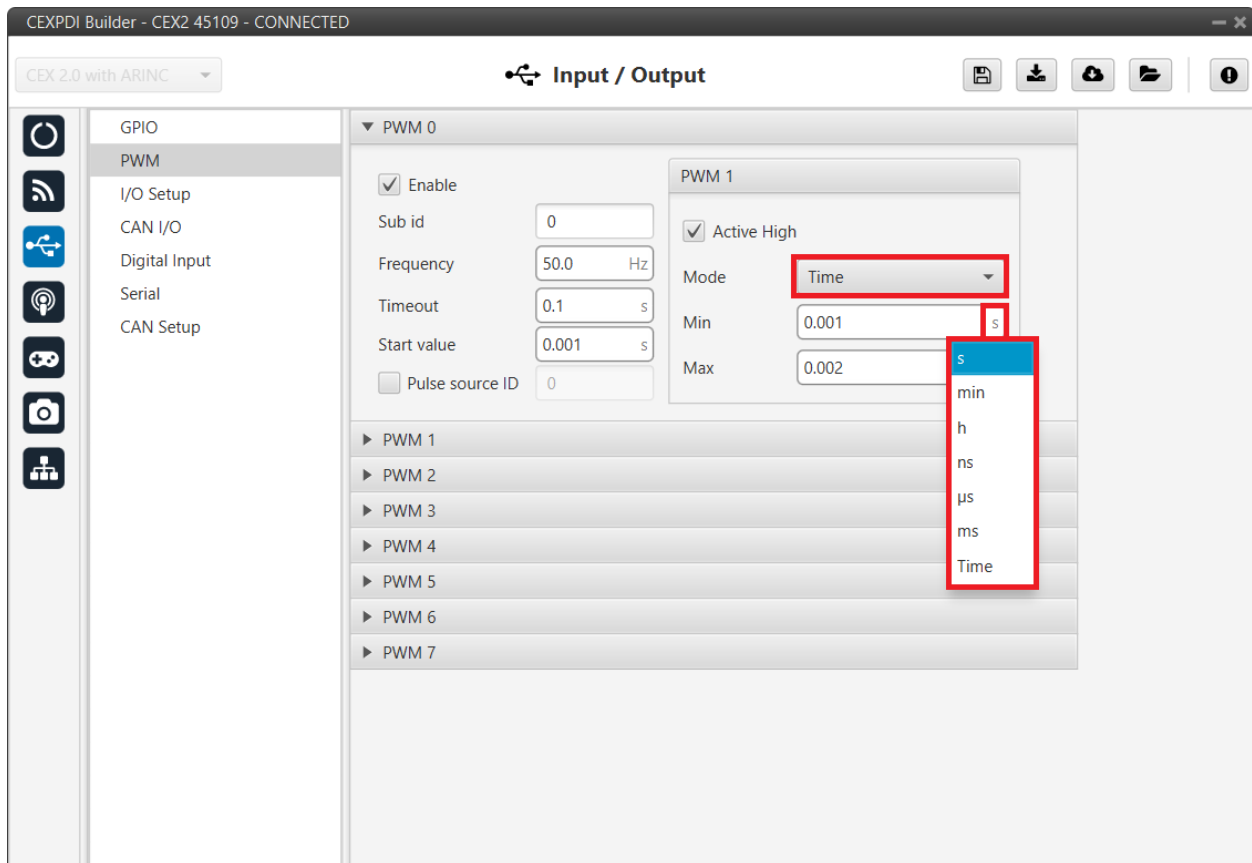 CEXPDI Builder - CEX2 45109 - CONNECTED
CEX 2.0 with ARINC
Input / Output
GPIO
PWM
I/O Setup
CAN I/O
Digital Input
Serial
CAN Setup
PWM 0
Enable
Sub id 0
Frequency 50.0 Hz
Timeout 0.1 s
Start value 0.001 s
Pulse source ID 0
PWM 1
Active High
Mode Time
Min 0.001 s
Max 0.002
s
min
h
ns
µs
ms
Time
PWM 1
PWM 2
PWM 3
PWM 4
PWM 5
PWM 6
PWM 7